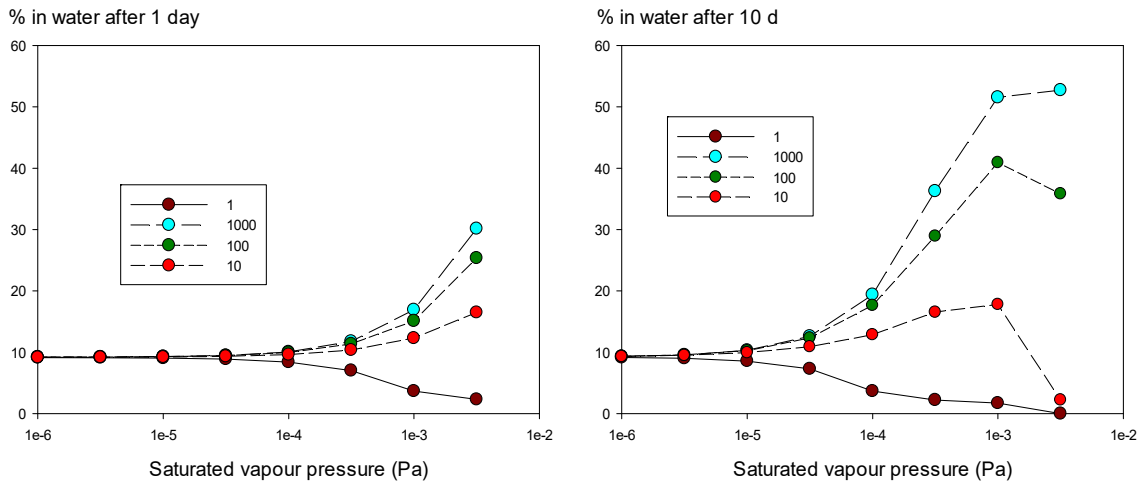 % in water after 1 day
60
50
40
30
20
10
0
1
1000
100
10
1e-6
1e-5
1e-4
1e-3
1e-2
Saturated vapour pressure (Pa)
% in water after 10 d
60
50
40
30
20
10
0
1
1000
100
10
1e-6
1e-5
1e-4
1e-3
1e-2
Saturated vapour pressure (Pa)